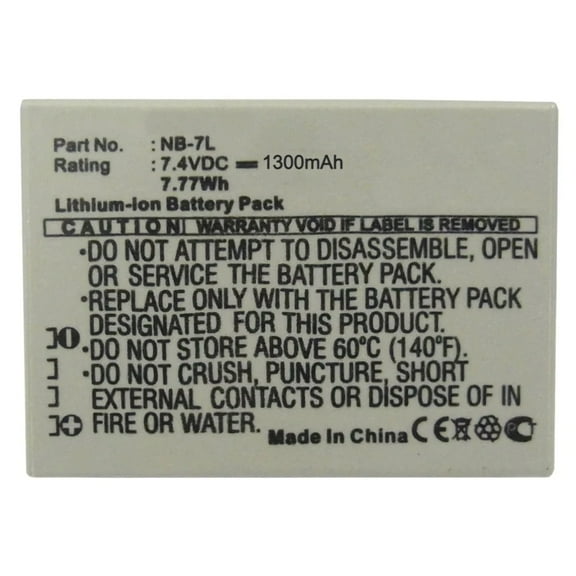 Part No. : NB-7L
Rating : 7.4VDC ⎓ 1300mAh
7.77Wh
Lithium-ion Battery Pack
CAUTION! WARRANTY VOID IF LABEL IS REMOVED
·DO NOT ATTEMPT TO DISASSEMBLE, OPEN
OR SERVICE THE BATTERY PACK.
·REPLACE ONLY WITH THE BATTERY PACK
DESIGNATED FOR THIS PRODUCT.
·DO NOT STORE ABOVE 60℃ (140℉).
·DO NOT CRUSH, PUNCTURE, SHORT
EXTERNAL CONTACTS OR DISPOSE OF IN
FIRE OR WATER.
Made In China CE